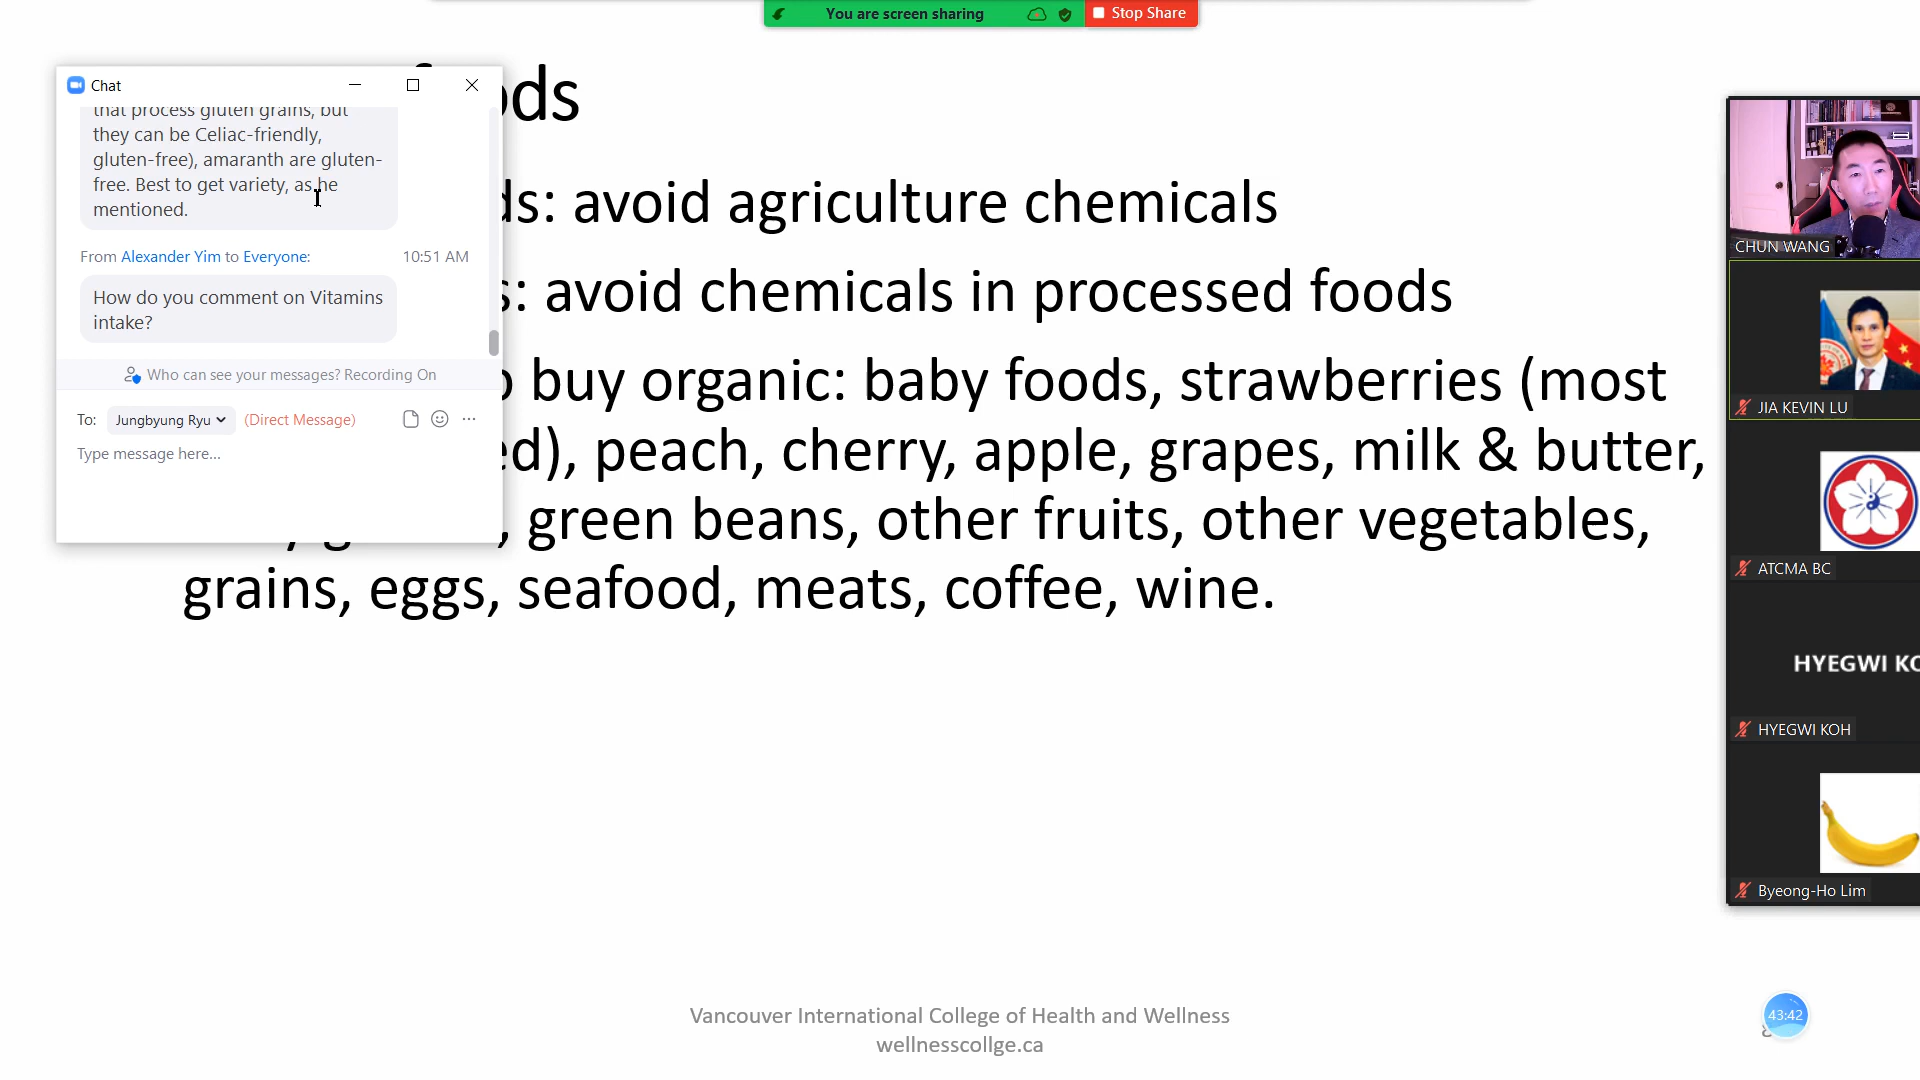 You are screen sharing
Stop Share
Chat
that process gluten grains, but
they can be Celiac-friendly,
gluten-free), amaranth are gluten-
free. Best to get variety, as he
mentioned.
From Alexander Yim to Everyone:
10:51 AM
How do you comment on Vitamins
intake?
Who can see your messages? Recording On
To: Jungbyung Ryu (Direct Message)
Type message here...
ds
ds: avoid agriculture chemicals
s: avoid chemicals in processed foods
buy organic: baby foods, strawberries (most
ed), peach, cherry, apple, grapes, milk & butter,
, green beans, other fruits, other vegetables,
grains, eggs, seafood, meats, coffee, wine.
CHUN WANG
JIA KEVIN LU
ATCMA BC
HYEGWI KO
HYEGWI KOH
Byeong-Ho Lim
Vancouver International College of Health and Wellness
wellnesscollge.ca
43:42